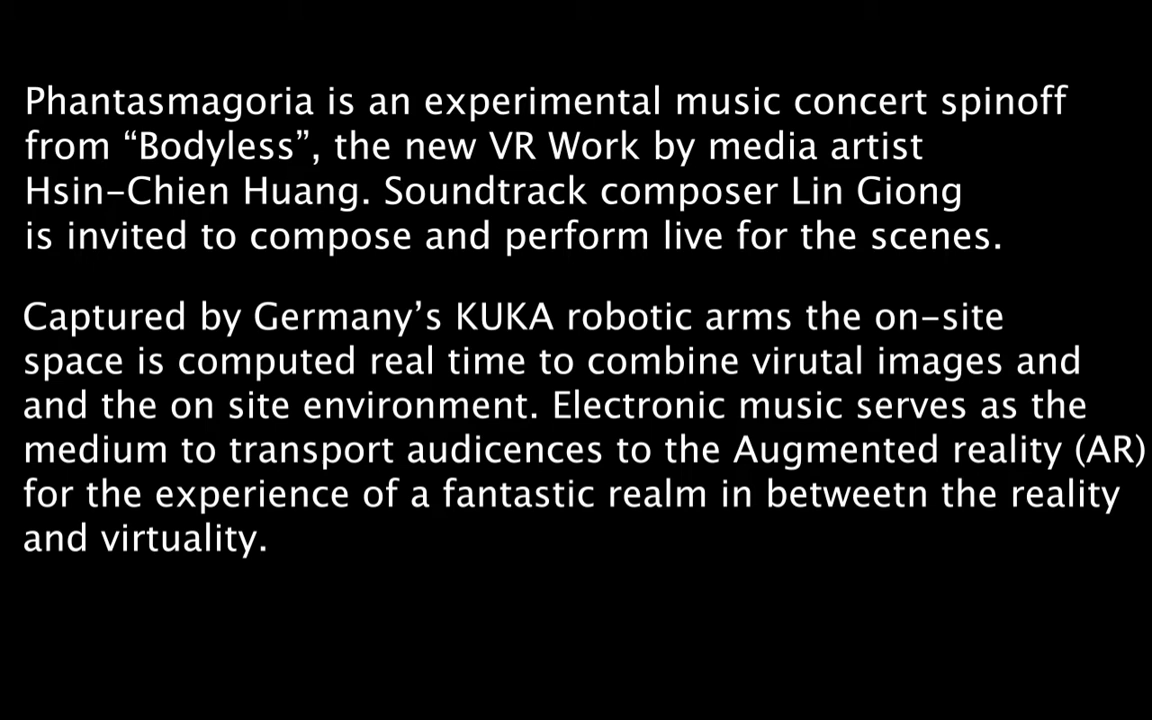 Phantasmagoria is an experimental music concert spinoff
from “Bodyless”, the new VR Work by media artist
Hsin-Chien Huang. Soundtrack composer Lin Giong
is invited to compose and perform live for the scenes.
Captured by Germany’s KUKA robotic arms the on-site
space is computed real time to combine virutal images and
and the on site environment. Electronic music serves as the
medium to transport audicences to the Augmented reality (AR)
for the experience of a fantastic realm in betweetn the reality
and virtuality.